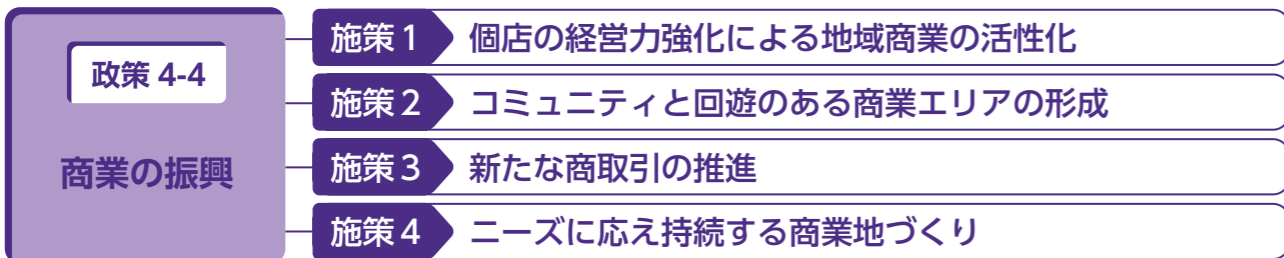 政策 4-4
商業の振興
施策 1 個店の経営力強化による地域商業の活性化
施策 2 コミュニティと回遊のある商業エリアの形成
施策 3 新たな商取引の推進
施策 4 ニーズに応え持続する商業地づくり